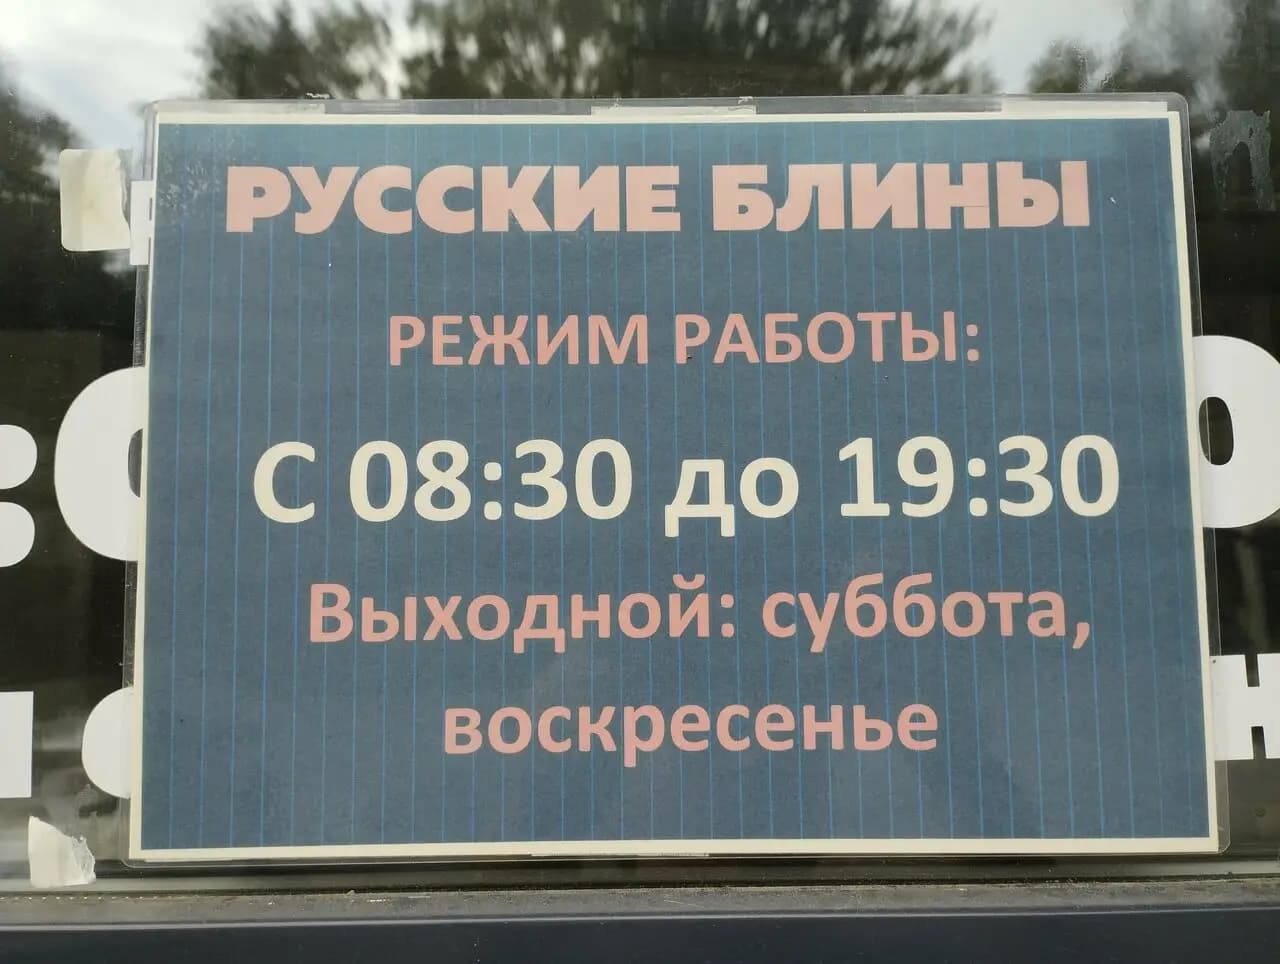 РУССКИЕ БЛИНЫ
РЕЖИМ РАБОТЫ:
С 08:30 до 19:30
Выходной: суббота,
воскресенье